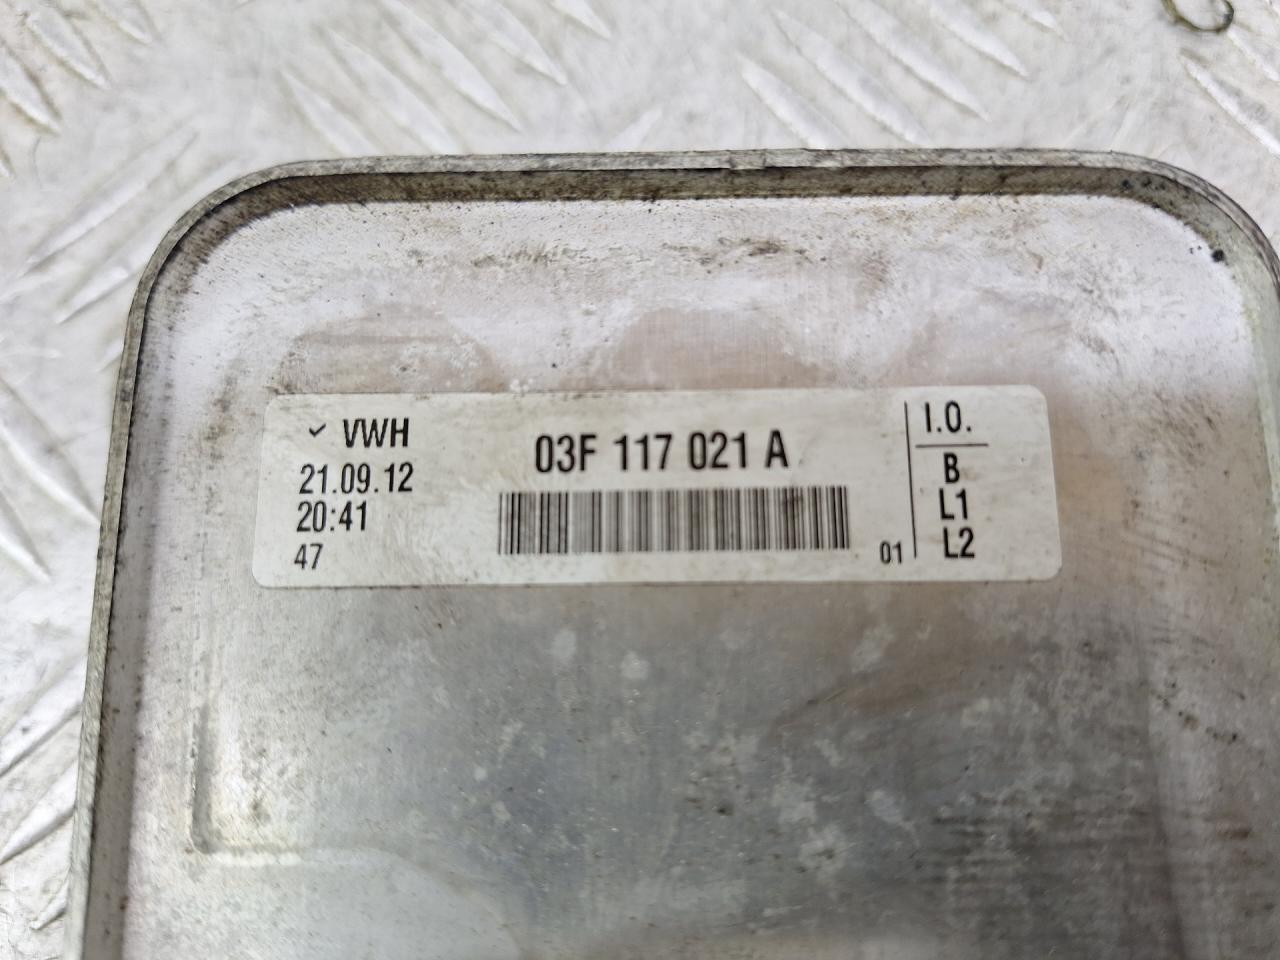 ✓ VWH
21.09.12
20:41
47
03F 117 021 A
01
I.O.
B
L1
L2